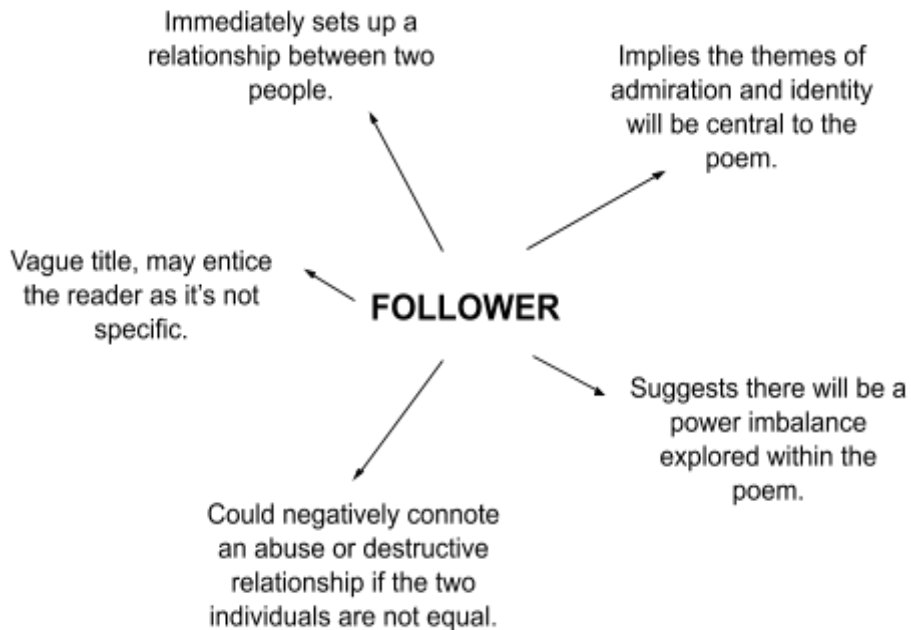 Immediately sets up a
relationship between two
people.
Implies the themes of
admiration and identity
will be central to the
poem.
Vague title, may entice
the reader as it's not
specific.
FOLLOWER
Suggests there will be a
power imbalance
explored within the
poem.
Could negatively connote
an abuse or destructive
relationship if the two
individuals are not equal.